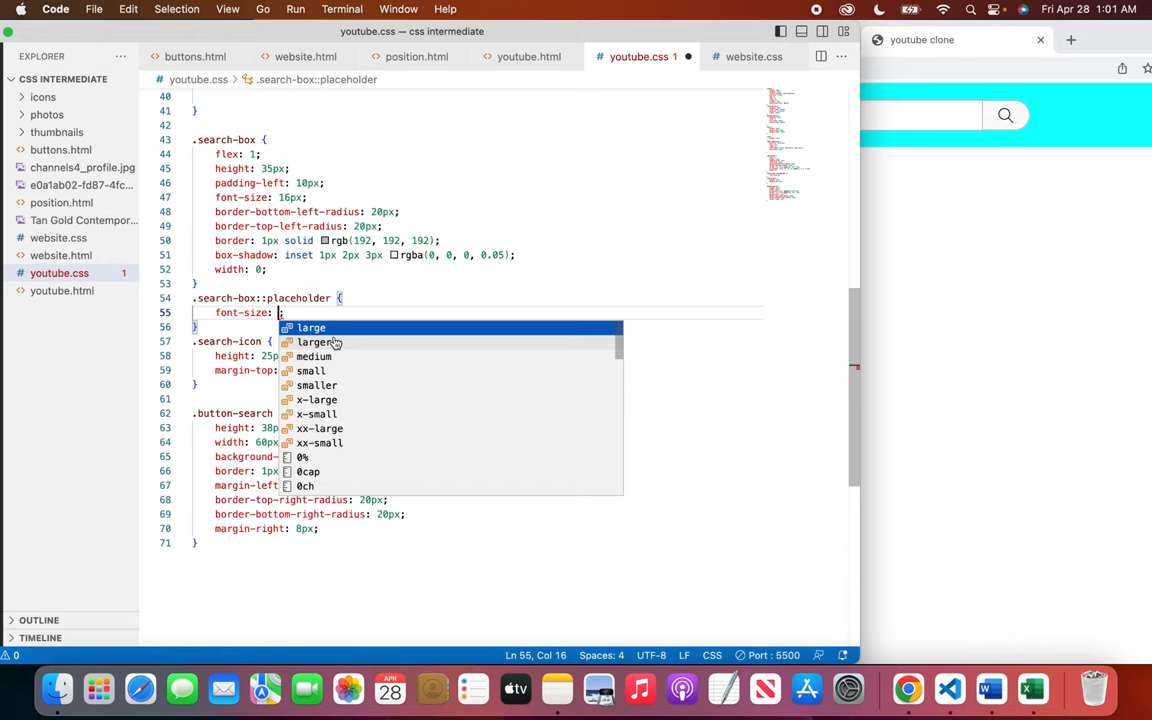 Code File Edit Selection View Go Run Terminal Window Help Fri Apr 28 1:01 AM
youtube.css — css intermediate
EXPLORER
buttons.html website.html position.html youtube.html youtube.css 1 website.css
youtube clone
CSS INTERMEDIATE
youtube.css > .search-box::placeholder
icons
photos
thumbnails
buttons.html
channels4_profile.jpg
e0a1ab02-fd87-4fc...
position.html
Tan Gold Contempor...
website.css
website.html
youtube.css 1
youtube.html
40
41 }
42
43 .search-box {
44 flex: 1;
45 height: 35px;
46 padding-left: 10px;
47 font-size: 16px;
48 border-bottom-left-radius: 20px;
49 border-top-left-radius: 20px;
50 border: 1px solid rgb(192, 192, 192);
51 box-shadow: inset 1px 2px 3px rgba(0, 0, 0, 0.05);
52 width: 0;
53 }
54 .search-box::placeholder {
55 font-size: ;
56 }
57 .search-icon {
58 height: 25p
59 margin-top:
60 }
61
62 .button-search
63 height: 38p
64 width: 60px
65 background-
66 border: 1px
67 margin-left
68 border-top-right-radius: 20px;
69 border-bottom-right-radius: 20px;
70 margin-right: 8px;
71 }
large
larger
medium
small
smaller
x-large
x-small
xx-large
xx-small
0%
0cap
0ch
OUTLINE
TIMELINE
0 Ln 55, Col 16 Spaces: 4 UTF-8 LF CSS Port : 5500
APR
28
tv